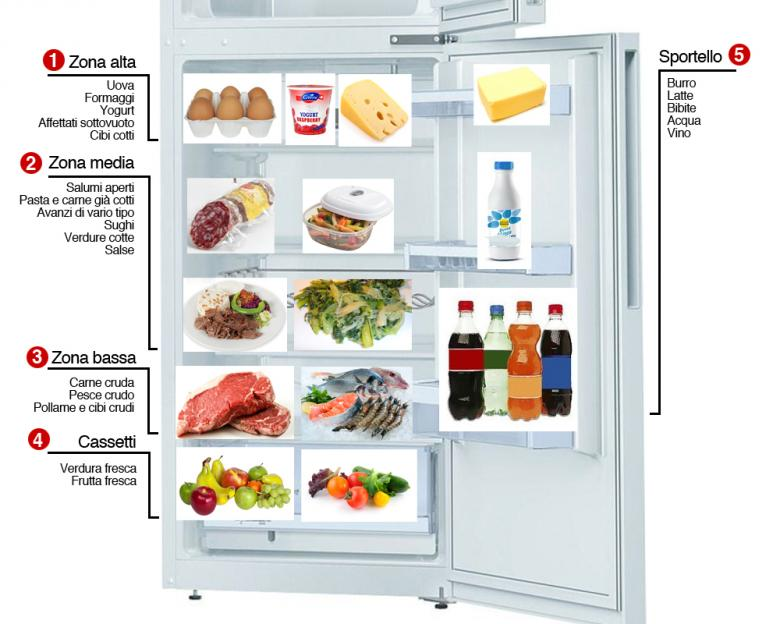 1 Zona alta
Uova
Formaggi
Yogurt
Affettati sottovuoto
Cibi cotti
2 Zona media
Salumi aperti
Pasta e carne già cotti
Avanzi di vario tipo
Sughi
Verdure cotte
Salse
3 Zona bassa
Carne cruda
Pesce crudo
Pollame e cibi crudi
4 Cassetti
Verdura fresca
Frutta fresca
Sportello 5
Burro
Latte
Bibite
Acqua
Vino
YOGURT
RASPBERRY